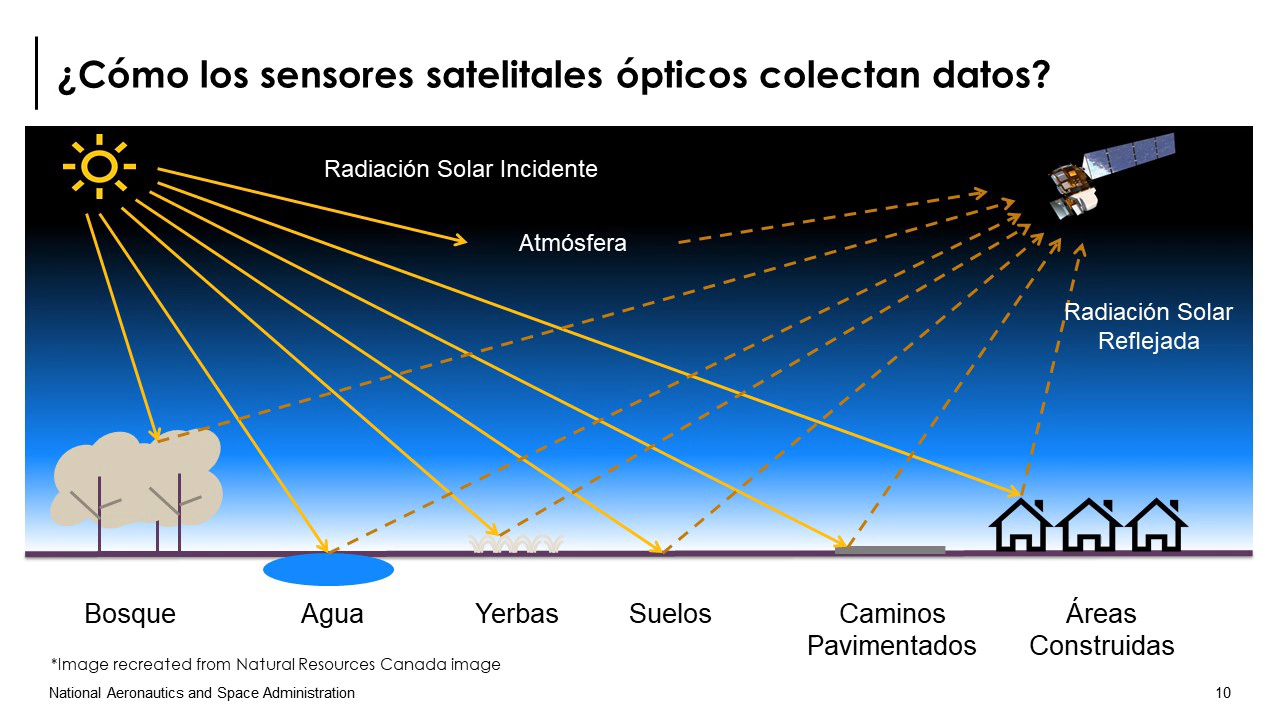 ¿Cómo los sensores satelitales ópticos colectan datos?
Radiación Solar Incidente
Atmósfera
Radiación Solar
Reflejada
Bosque
Agua
Yerbas
Suelos
Caminos
Pavimentados
Áreas
Construidas
*Image recreated from Natural Resources Canada image
National Aeronautics and Space Administration
10